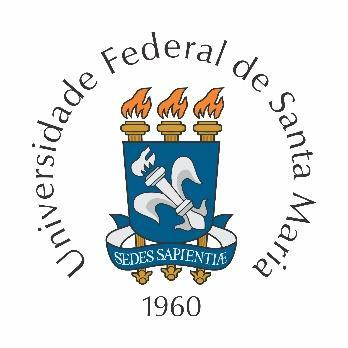 Universidade Federal de Santa Maria
SEDES SAPIENTIÆ
1960